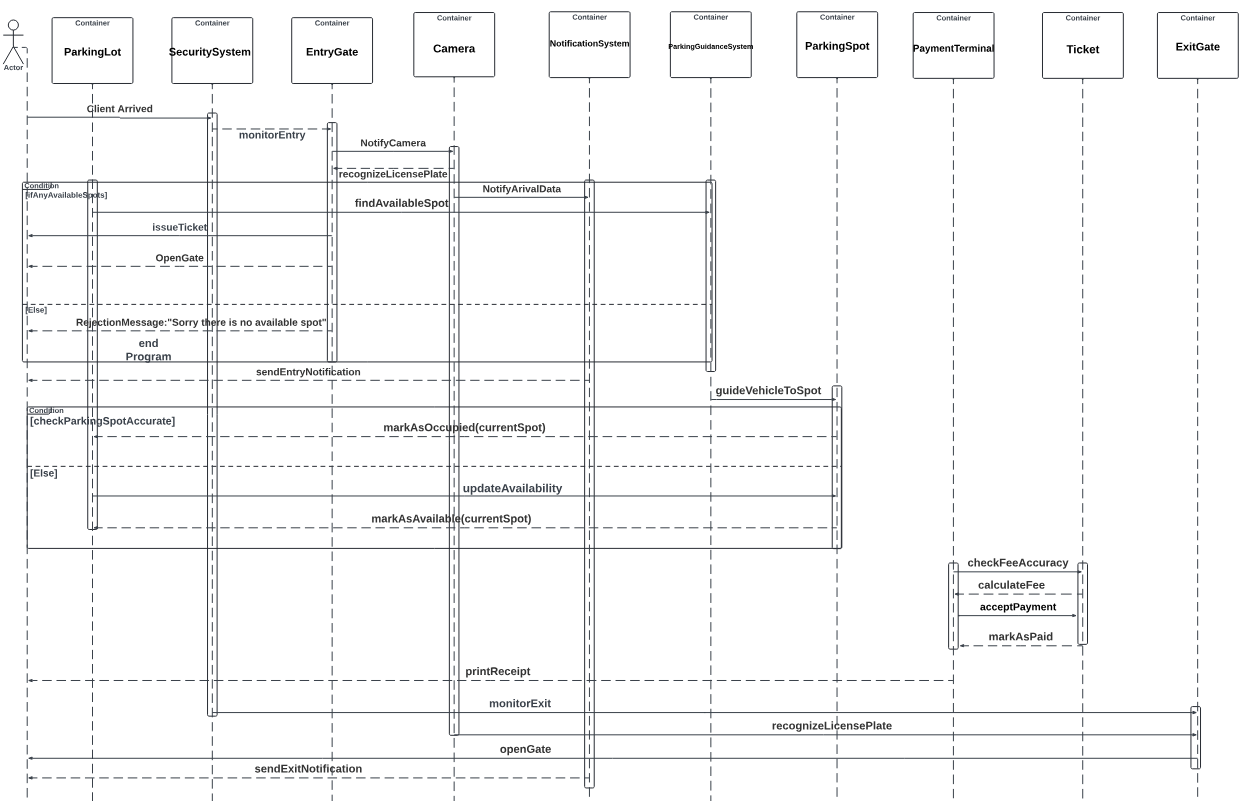 Container
Container
Container
Container
Container
Container
Container
Container
Container
Container
Actor
ParkingLot
SecuritySystem
EntryGate
Camera
NotificationSystem
ParkingGuidanceSystem
ParkingSpot
PaymentTerminal
Ticket
ExitGate
Client Arrived
monitorEntry
NotifyCamera
recognizeLicensePlate
Condition
[ifAnyAvailableSpots]
NotifyArivalData
findAvailableSpot
issueTicket
OpenGate
[Else]
RejectionMessage:"Sorry there is no available spot"
end
Program
sendEntryNotification
guideVehicleToSpot
Condition
[checkParkingSpotAccurate]
markAsOccupied(currentSpot)
[Else]
updateAvailability
markAsAvailable(currentSpot)
checkFeeAccuracy
calculateFee
acceptPayment
markAsPaid
printReceipt
monitorExit
recognizeLicensePlate
openGate
sendExitNotification